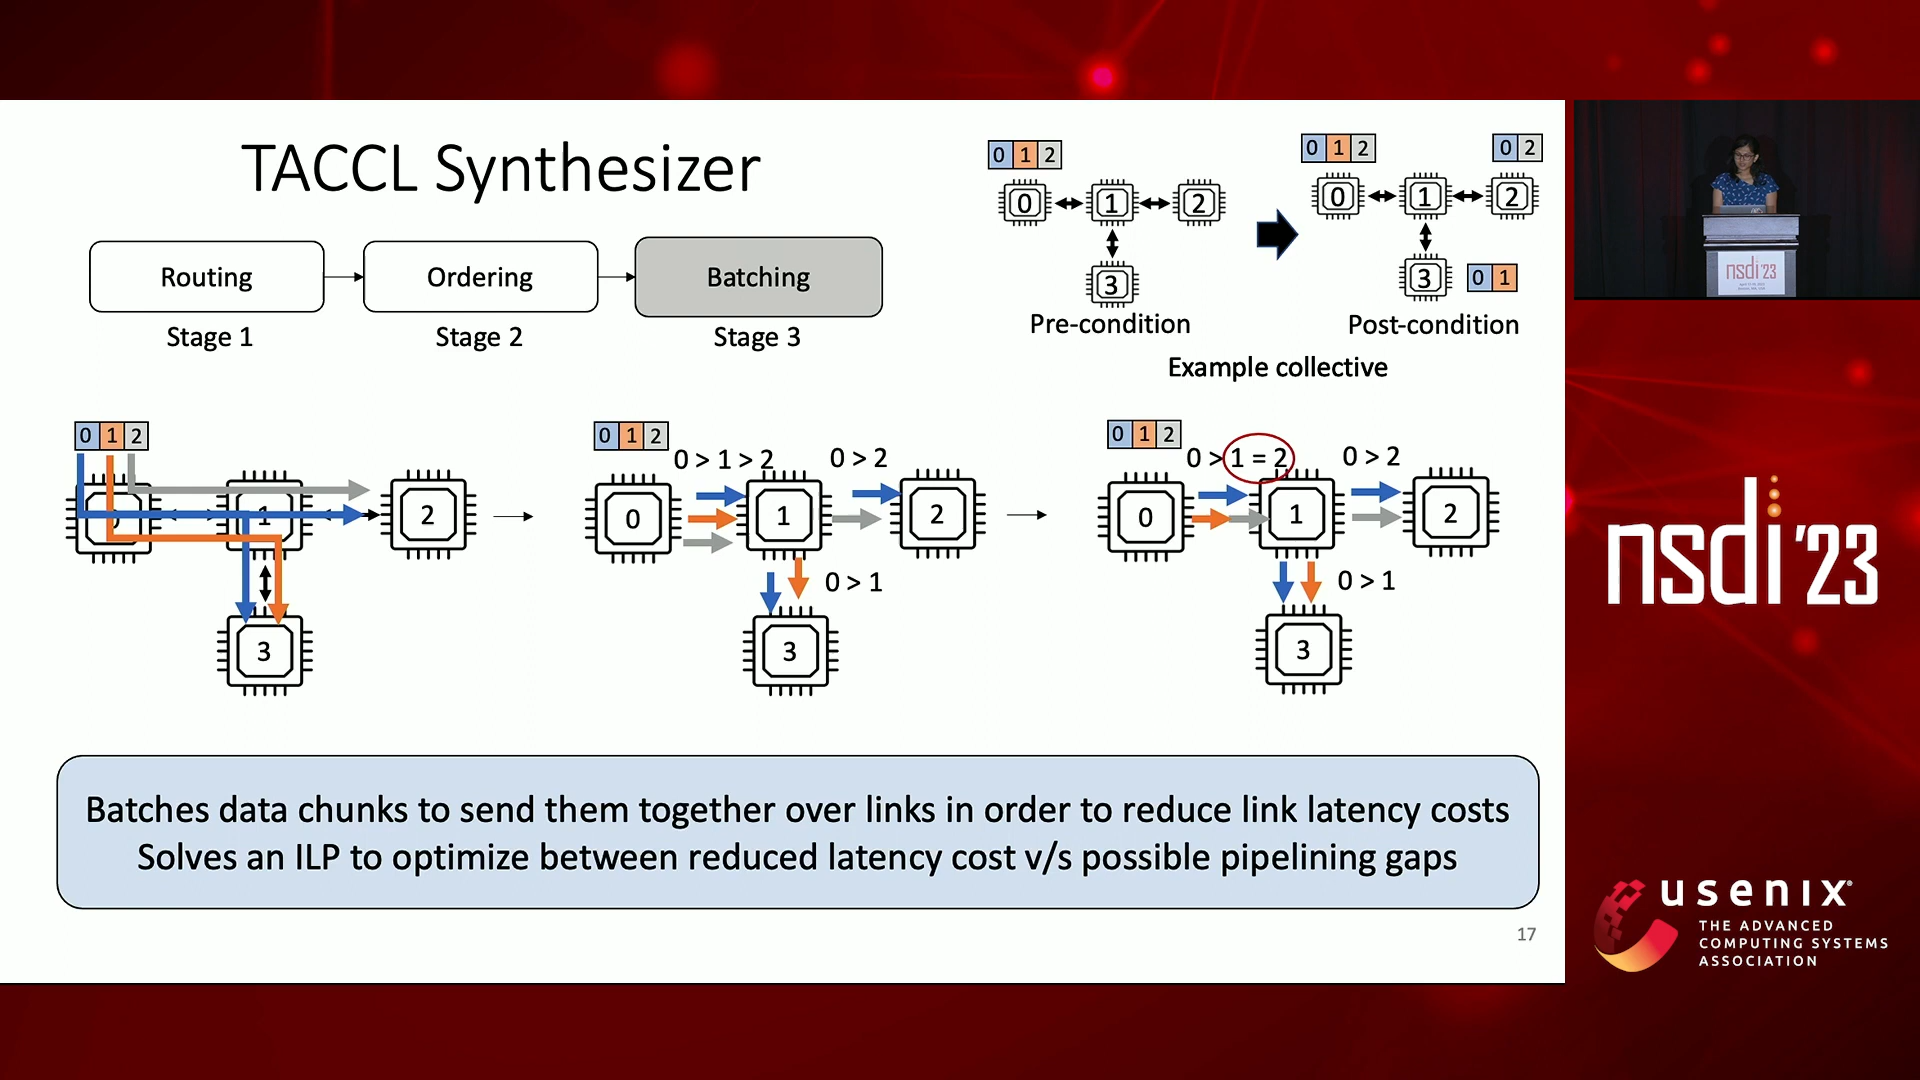 TACCL Synthesizer
Routing
Ordering
Batching
Stage 1
Stage 2
Stage 3
0 1 2
0 1 2
3
Pre-condition
0 1 2
0 2
0 1 2
3
0 1
Post-condition
Example collective
0 1 2
1
2
3
0 1 2
0 > 1 > 2
0 > 2
0
1
2
0 > 1
3
0 1 2
0 > 1 = 2
0 > 2
0
1
2
0 > 1
3
Batches data chunks to send them together over links in order to reduce link latency costs
Solves an ILP to optimize between reduced latency cost v/s possible pipelining gaps
17
nsdi'23
nsdi'23
usenix®
THE ADVANCED
COMPUTING SYSTEMS
ASSOCIATION